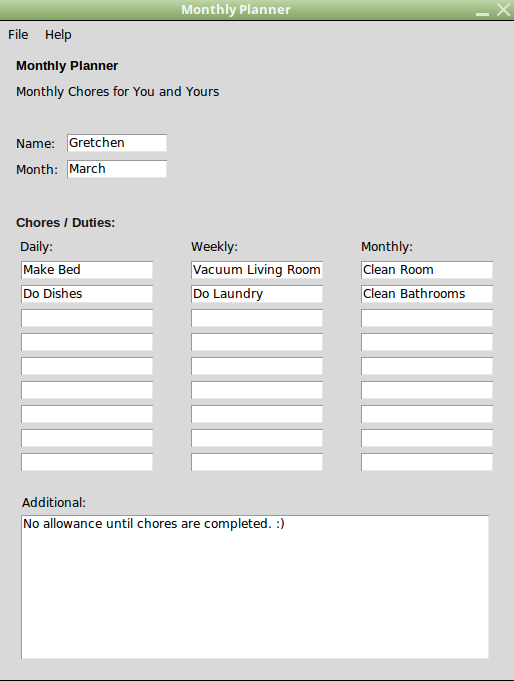 Monthly Planner
File Help
Monthly Planner
Monthly Chores for You and Yours
Name: Gretchen
Month: March
Chores / Duties:
Daily: Weekly: Monthly:
Make Bed Vacuum Living Room Clean Room
Do Dishes Do Laundry Clean Bathrooms
Additional:
No allowance until chores are completed. :)